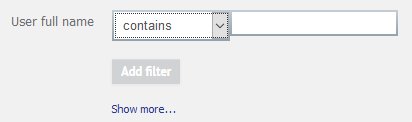 User full name contains
Add filter
Show more...